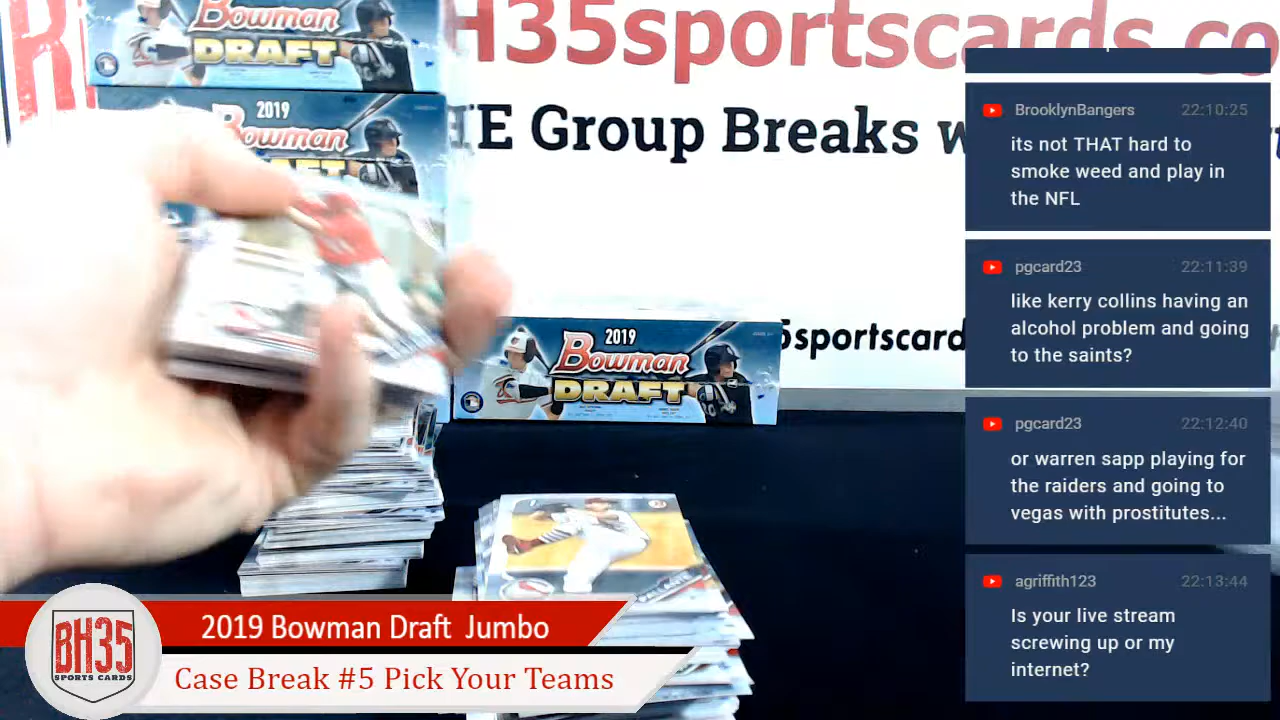 Bowman
DRAFT
2019
Bowman
H35sportscards.co
THE Group Breaks w
2019
Bowman
DRAFT
5sportscard
BrooklynBangers 22:10:25
its not THAT hard to
smoke weed and play in
the NFL
pgcard23 22:11:39
like kerry collins having an
alcohol problem and going
to the saints?
pgcard23 22:12:40
or warren sapp playing for
the raiders and going to
vegas with prostitutes...
agriffith123 22:13:44
Is your live stream
screwing up or my
internet?
BH35
SPORTS CARDS
2019 Bowman Draft Jumbo
Case Break #5 Pick Your Teams